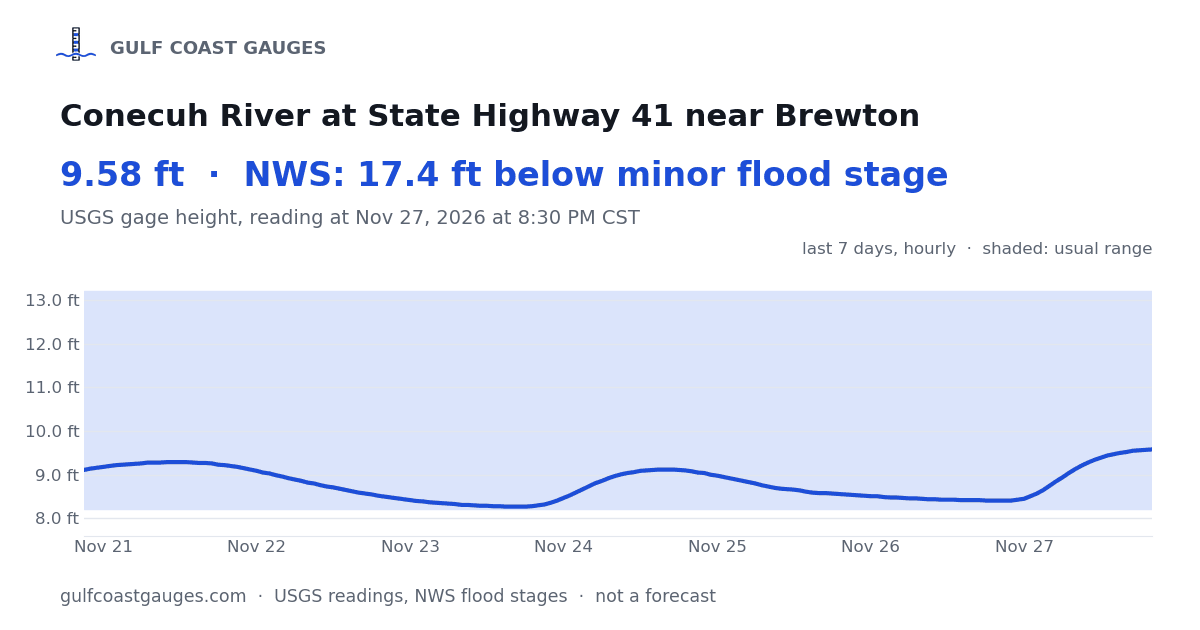 GULF COAST GAUGES
Conecuh River at State Highway 41 near Brewton
9.58 ft · NWS: 17.4 ft below minor flood stage
USGS gage height, reading at Nov 27, 2026 at 8:30 PM CST
last 7 days, hourly · shaded: usual range
13.0 ft
12.0 ft
11.0 ft
10.0 ft
9.0 ft
8.0 ft
Nov 21 Nov 22 Nov 23 Nov 24 Nov 25 Nov 26 Nov 27
gulfcoastgauges.com · USGS readings, NWS flood stages · not a forecast